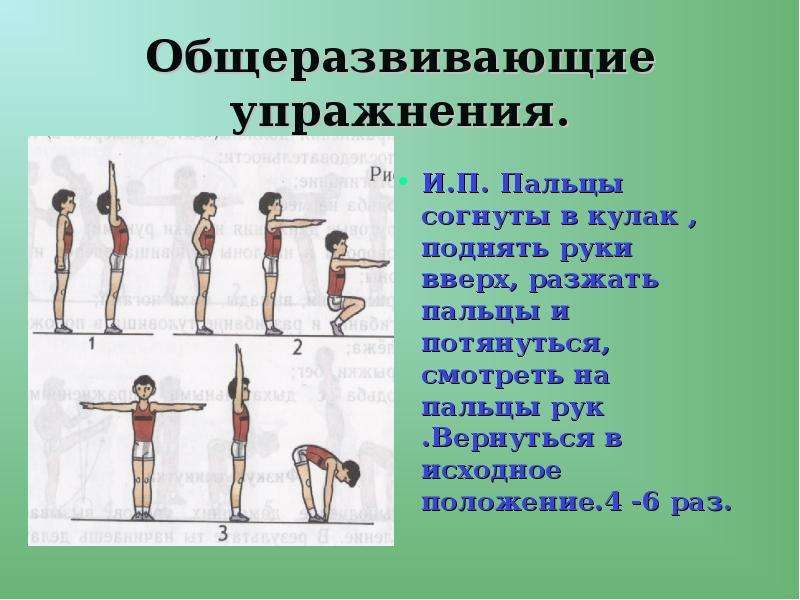 Общеразвивающие
упражнения.
Рис
И.П. Пальцы
согнуты в кулак ,
поднять руки
вверх, разжать
пальцы и
потянуться,
смотреть на
пальцы рук
.Вернуться в
исходное
положение.4 -6 раз.
1
2
3